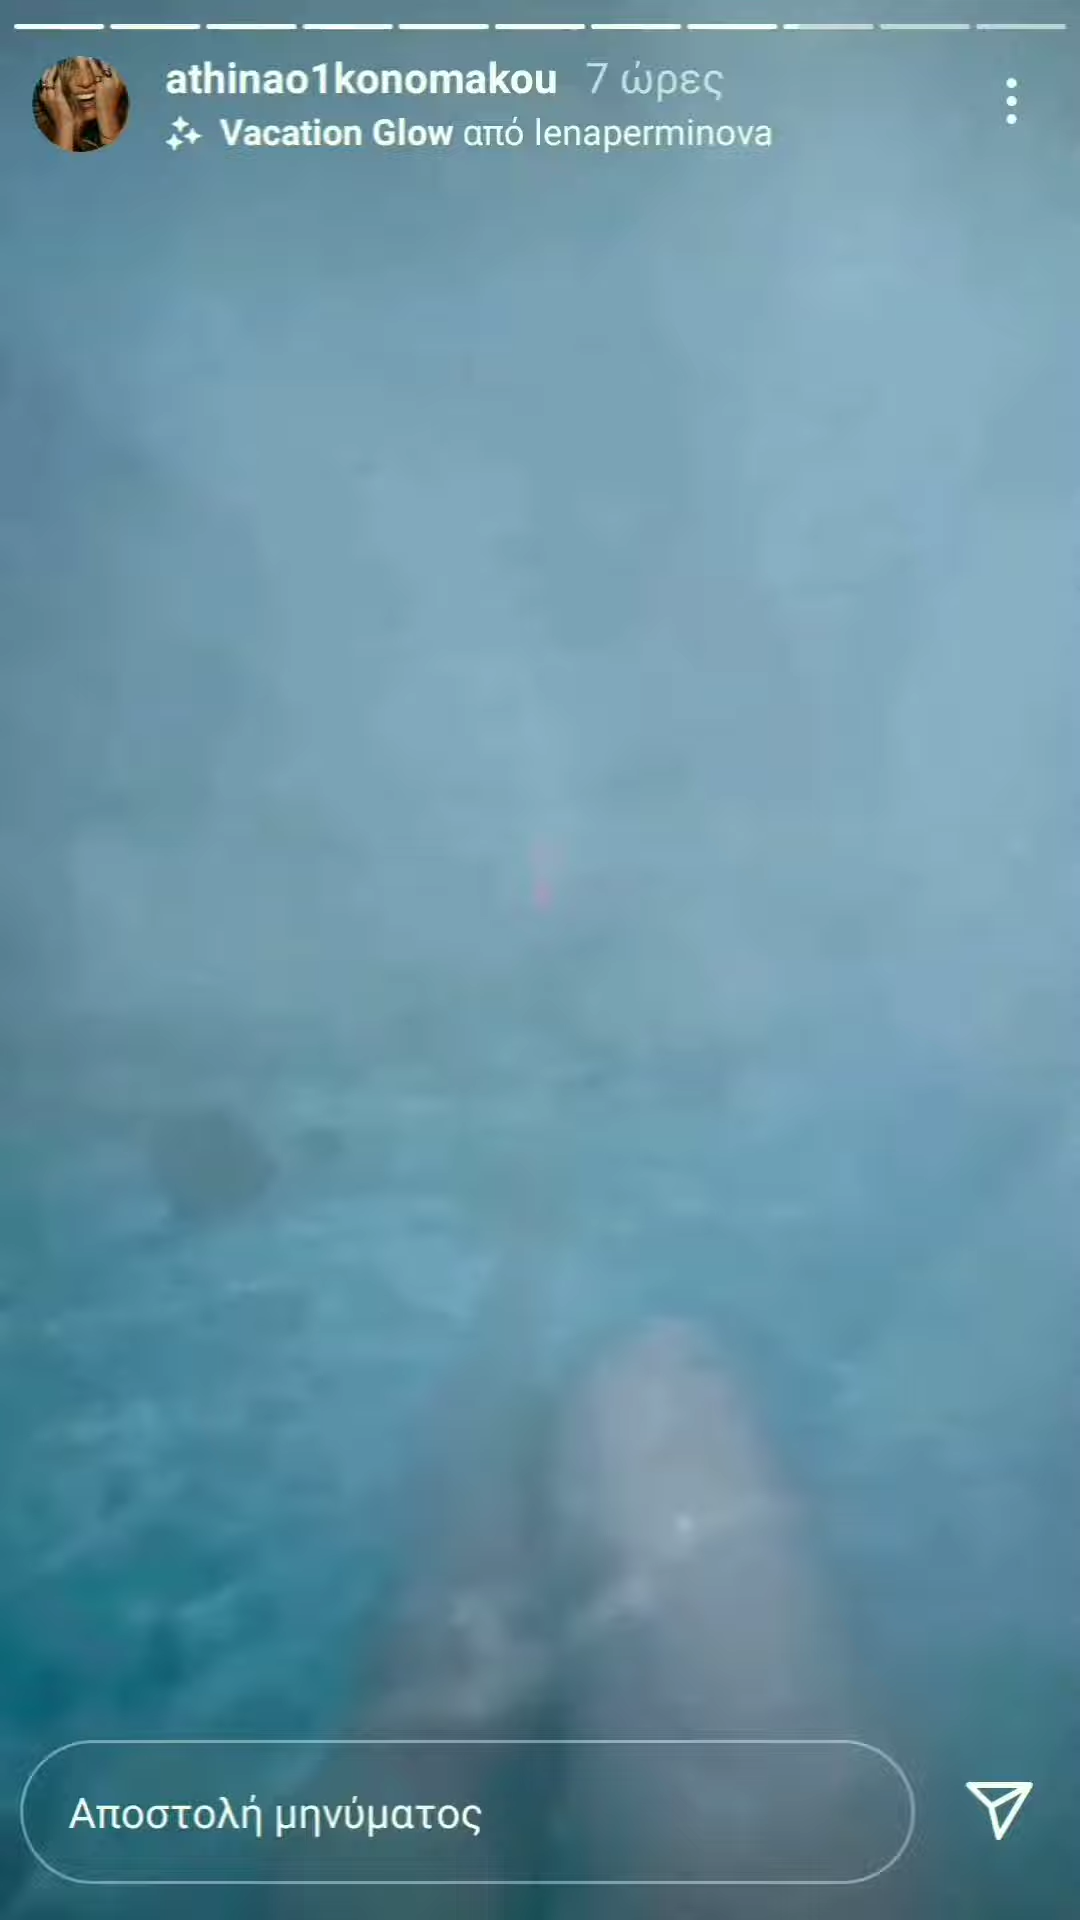 athinao1konomakou 7 ώρες
Vacation Glow από lenaperminova
Αποστολή μηνύματος